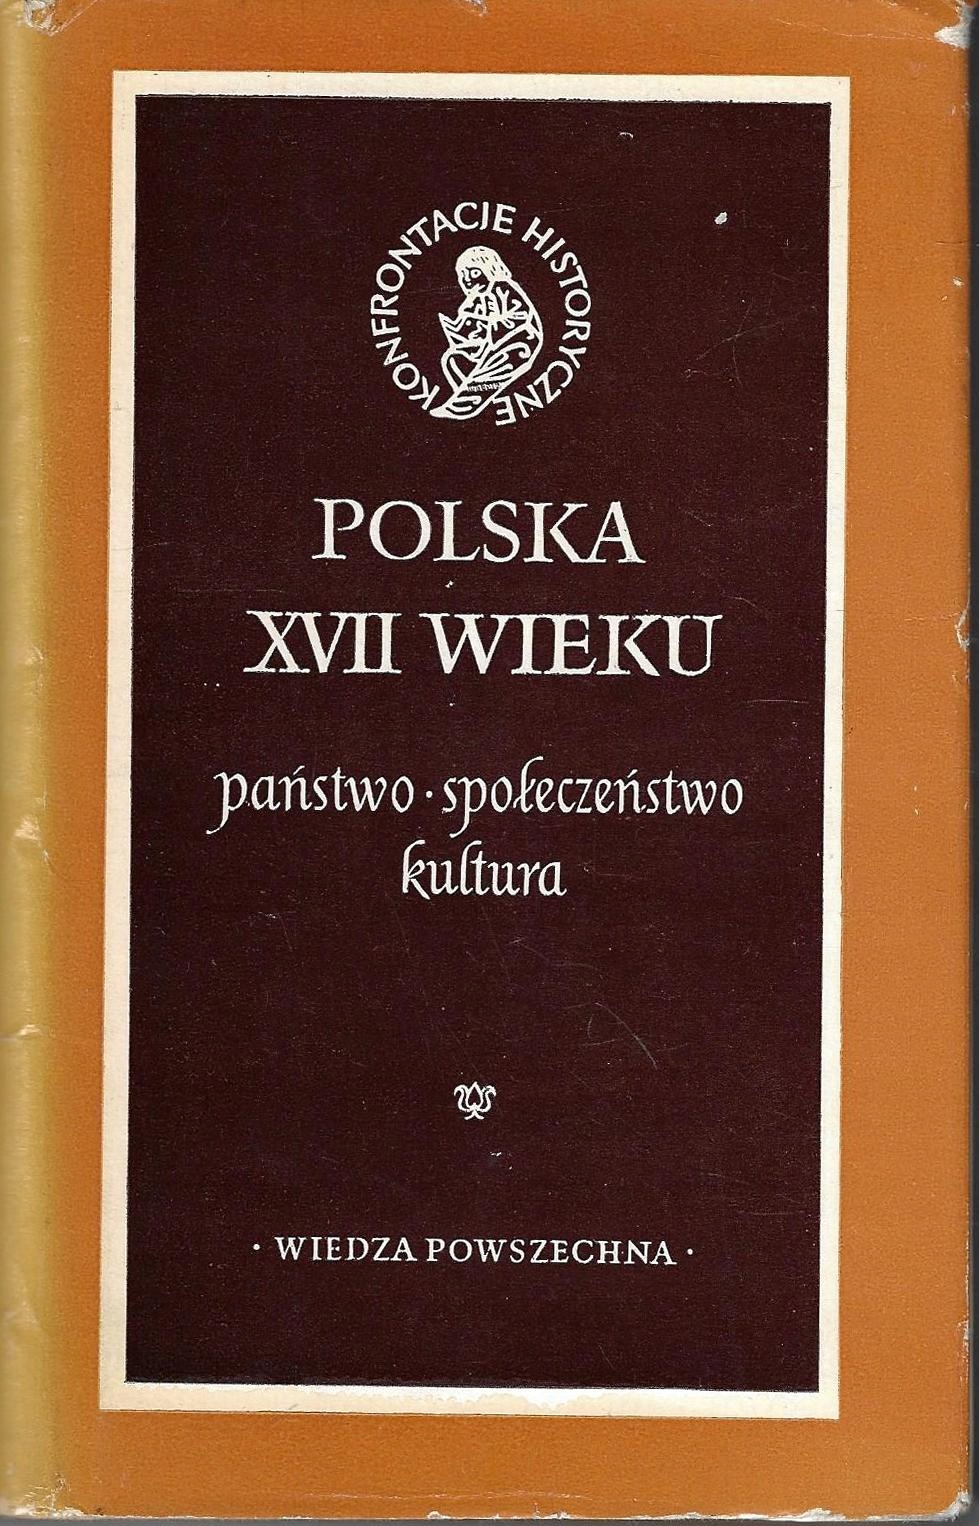 KONFRONTACJE HISTORYCZNE
POLSKA
XVII WIEKU
państwo · społeczeństwo
kultura
· WIEDZA POWSZECHNA ·